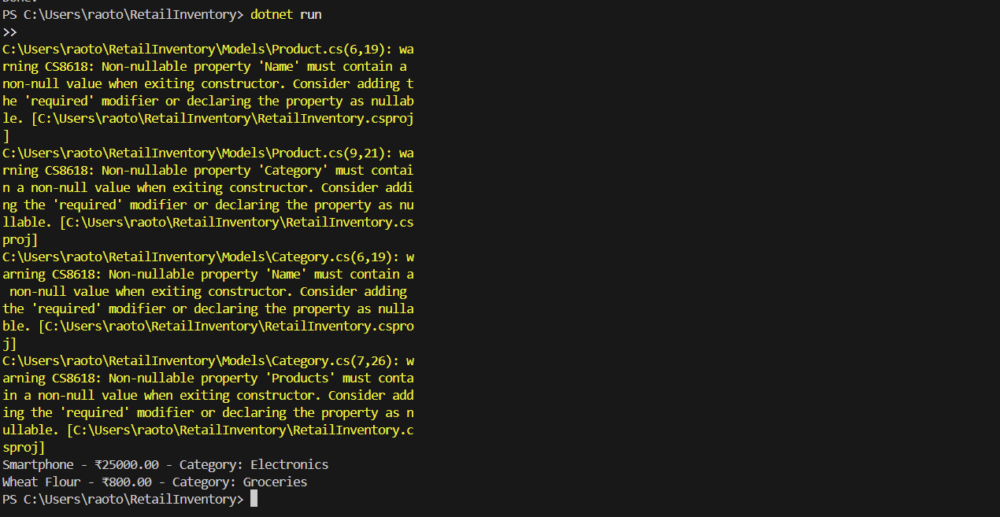 Done.
PS C:\Users\raoto\RetailInventory> dotnet run
>>
C:\Users\raoto\RetailInventory\Models\Product.cs(6,19): wa
rning CS8618: Non-nullable property 'Name' must contain a
non-null value when exiting constructor. Consider adding t
he 'required' modifier or declaring the property as nullab
le. [C:\Users\raoto\RetailInventory\RetailInventory.csproj
]
C:\Users\raoto\RetailInventory\Models\Product.cs(9,21): wa
rning CS8618: Non-nullable property 'Category' must contai
n a non-null value when exiting constructor. Consider addi
ng the 'required' modifier or declaring the property as nu
llable. [C:\Users\raoto\RetailInventory\RetailInventory.cs
proj]
C:\Users\raoto\RetailInventory\Models\Category.cs(6,19): w
arning CS8618: Non-nullable property 'Name' must contain a
 non-null value when exiting constructor. Consider adding
the 'required' modifier or declaring the property as nulla
ble. [C:\Users\raoto\RetailInventory\RetailInventory.cspro
j]
C:\Users\raoto\RetailInventory\Models\Category.cs(7,26): w
arning CS8618: Non-nullable property 'Products' must conta
in a non-null value when exiting constructor. Consider add
ing the 'required' modifier or declaring the property as n
ullable. [C:\Users\raoto\RetailInventory\RetailInventory.c
sproj]
Smartphone - ₹25000.00 - Category: Electronics
Wheat Flour - ₹800.00 - Category: Groceries
PS C:\Users\raoto\RetailInventory>